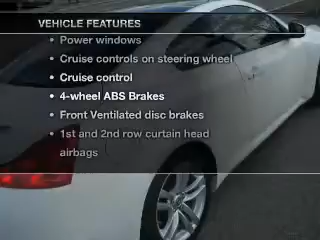 VEHICLE FEATURES
• Power windows
• Cruise controls on steering wheel
• Cruise control
• 4-wheel ABS Brakes
• Front Ventilated disc brakes
• 1st and 2nd row curtain head
airbags